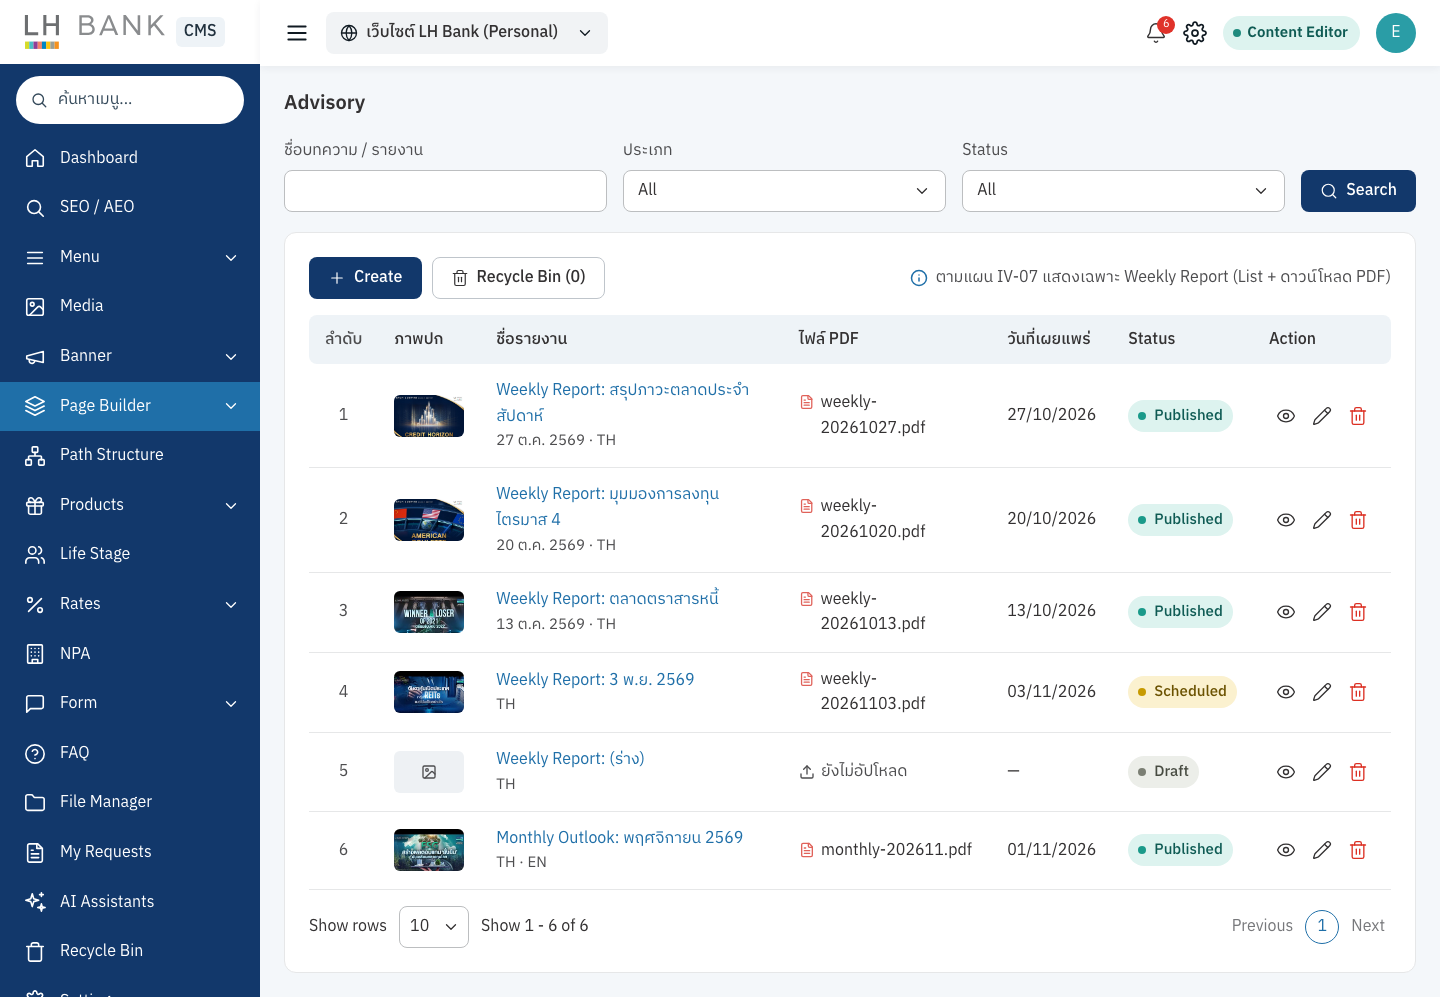 LH BANK CMS
เว็บไซต์ LH Bank (Personal)
6
Content Editor
E
ค้นหาเมนู...
Dashboard
SEO / AEO
Menu
Media
Banner
Page Builder
Path Structure
Products
Life Stage
Rates
NPA
Form
FAQ
File Manager
My Requests
AI Assistants
Recycle Bin
Advisory
ชื่อบทความ / รายงาน
ประเภท
Status
All
All
Search
Create
Recycle Bin (0)
ตามแผน IV-07 แสดงเฉพาะ Weekly Report (List + ดาวน์โหลด PDF)
ลำดับ ภาพปก ชื่อรายงาน ไฟล์ PDF วันที่เผยแพร่ Status Action
1
CREDIT HORIZON
Weekly Report: สรุปภาวะตลาดประจำ
สัปดาห์
27 ต.ค. 2569 · TH
weekly-
20261027.pdf
27/10/2026
Published
2
AMERICAN
Weekly Report: มุมมองการลงทุน
ไตรมาส 4
20 ต.ค. 2569 · TH
weekly-
20261020.pdf
20/10/2026
Published
3
WINNER LOSER
OF 2021
Weekly Report: ตลาดตราสารหนี้
13 ต.ค. 2569 · TH
weekly-
20261013.pdf
13/10/2026
Published
4
REITs
Weekly Report: 3 พ.ย. 2569
TH
weekly-
20261103.pdf
03/11/2026
Scheduled
5
Weekly Report: (ร่าง)
TH
ยังไม่อัปโหลด
—
Draft
6
Monthly Outlook: พฤศจิกายน 2569
TH · EN
monthly-202611.pdf
01/11/2026
Published
Show rows 10 Show 1 - 6 of 6
Previous 1 Next